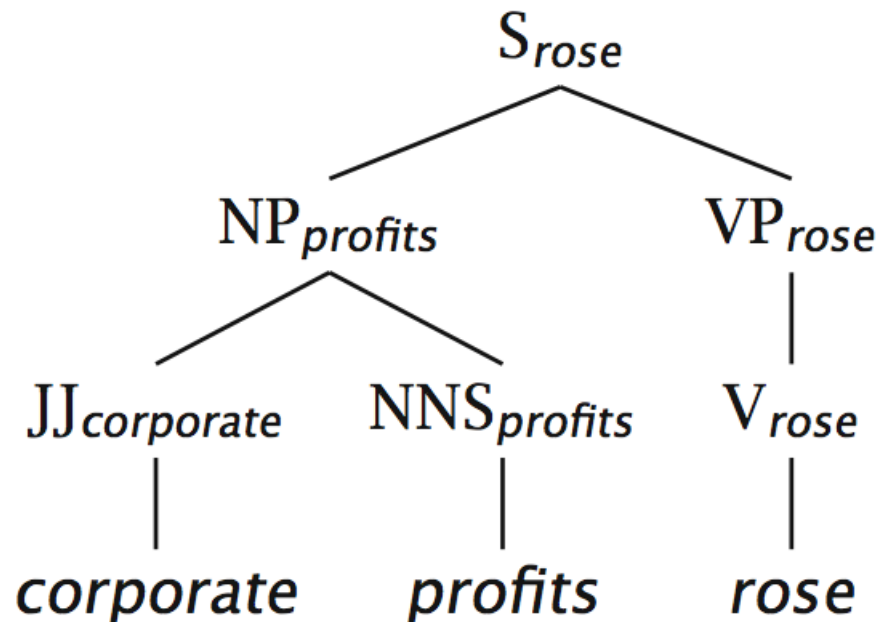 Srose
NPprofits VProse
JJcorporate NNSprofits Vrose
corporate profits rose